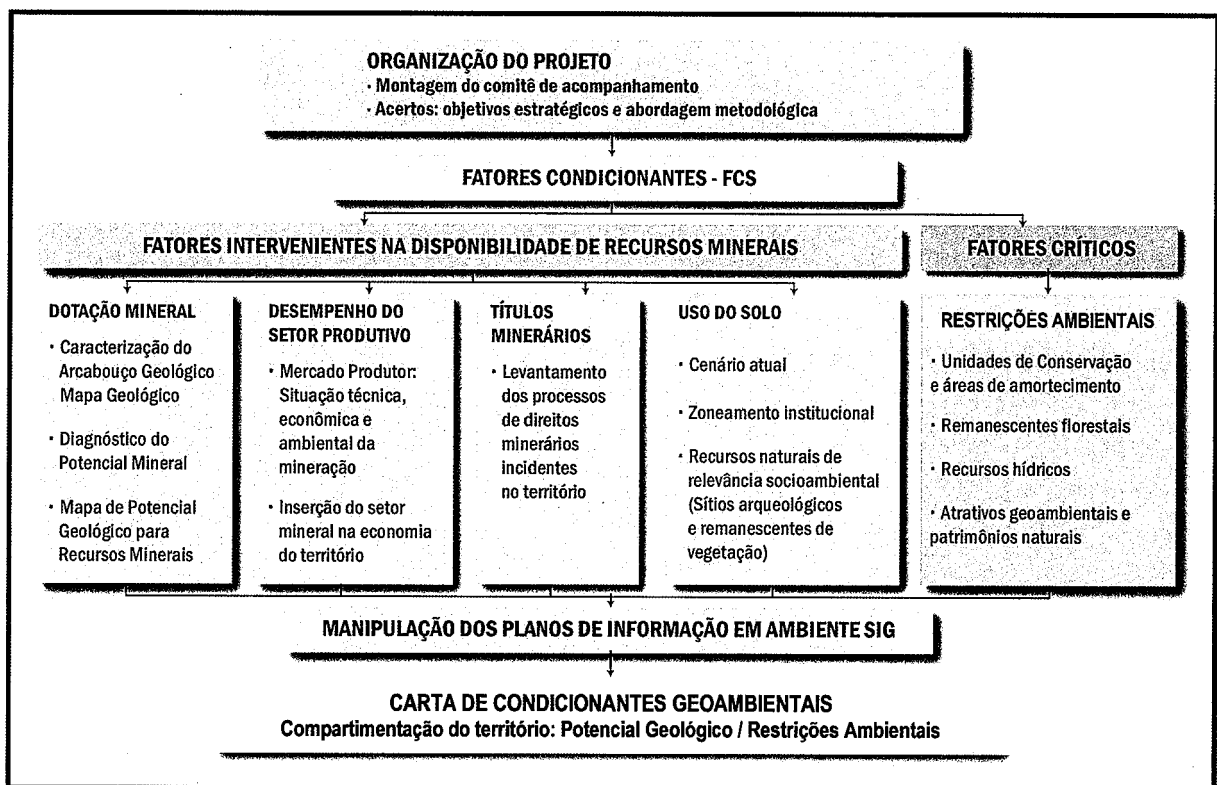 ORGANIZAÇÃO DO PROJETO
· Montagem do comitê de acompanhamento
· Acertos: objetivos estratégicos e abordagem metodológica
FATORES CONDICIONANTES - FCS
FATORES INTERVENIENTES NA DISPONIBILIDADE DE RECURSOS MINERAIS
FATORES CRÍTICOS
DOTAÇÃO MINERAL
· Caracterização do
Arcabouço Geológico
Mapa Geológico
· Diagnóstico do
Potencial Mineral
· Mapa de Potencial
Geológico para
Recursos Minerais
DESEMPENHO DO
SETOR PRODUTIVO
· Mercado Produtor:
Situação técnica,
econômica e
ambiental da
mineração
· Inserção do setor
mineral na economia
do território
TÍTULOS
MINERÁRIOS
· Levantamento
dos processos
de direitos
minerários
incidentes
no território
USO DO SOLO
· Cenário atual
· Zoneamento institucional
· Recursos naturais de
relevância socioambiental
(Sítios arqueológicos
e remanescentes de
vegetação)
RESTRIÇÕES AMBIENTAIS
· Unidades de Conservação
e áreas de amortecimento
· Remanescentes florestais
· Recursos hídricos
· Atrativos geoambientais e
patrimônios naturais
MANIPULAÇÃO DOS PLANOS DE INFORMAÇÃO EM AMBIENTE SIG
CARTA DE CONDICIONANTES GEOAMBIENTAIS
Compartimentação do território: Potencial Geológico / Restrições Ambientais